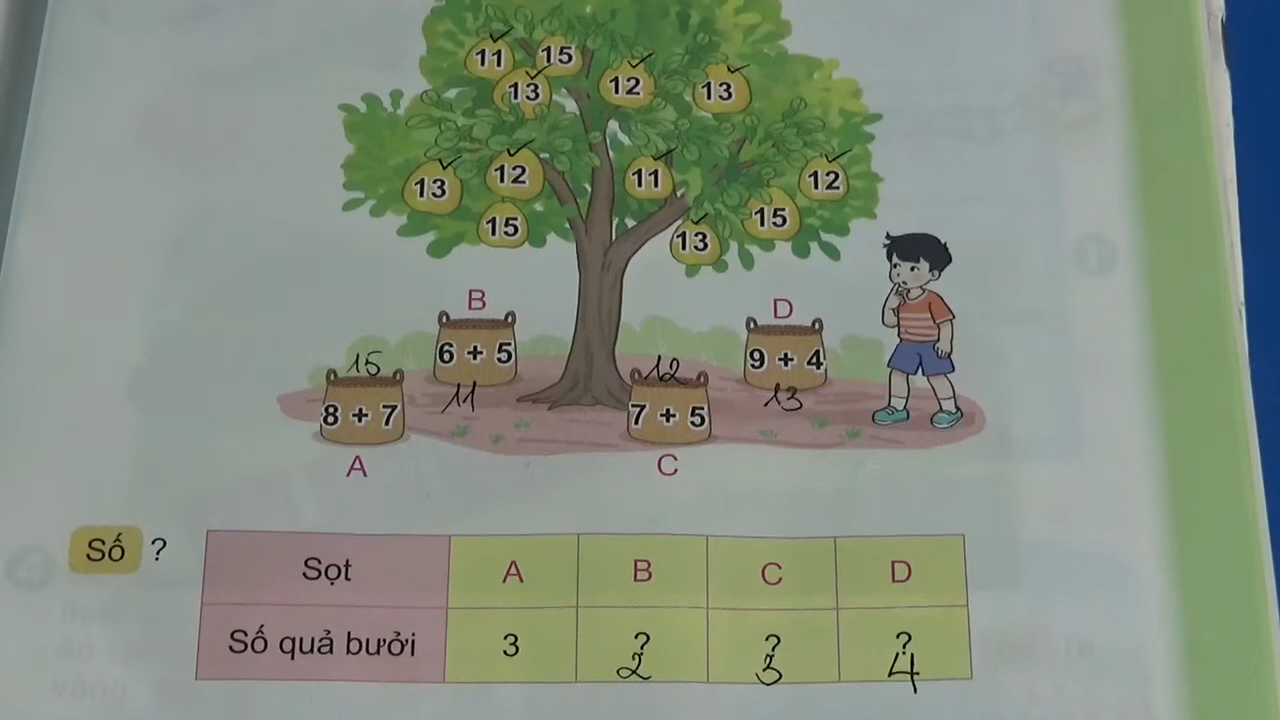 11 15
13 12 13
13 12 11 12
15 13 15
B D
6 + 5 9 + 4
15 11 12 13
8 + 7 7 + 5
A C
Số ?
Sọt A B C D
Số quả bưởi 3 ? ? ?
2 3 4